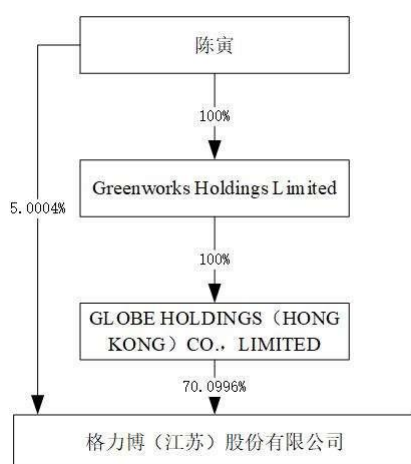 陈寅
100%
Greenworks Holdings Limited
5.0004%
100%
GLOBE HOLDINGS（HONG
KONG）CO.，LIMITED
70.0996%
格力博（江苏）股份有限公司